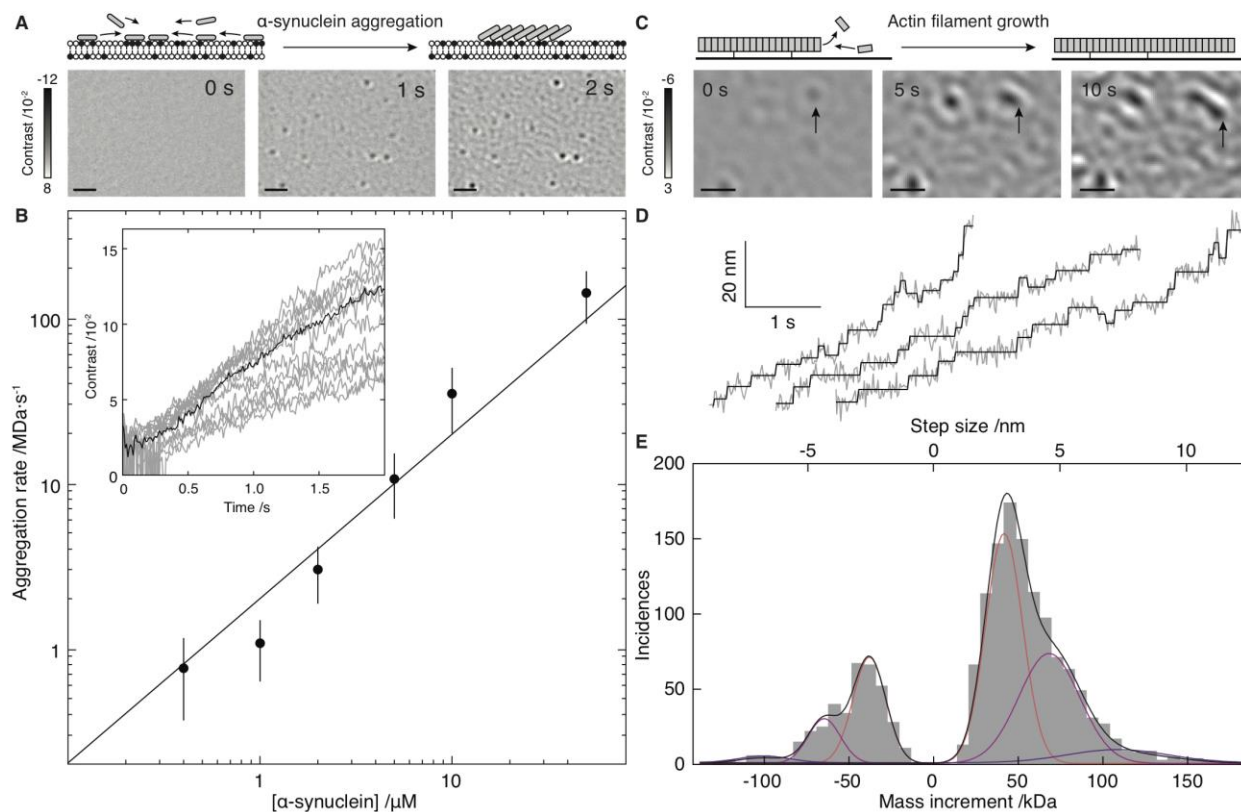 A
α-synuclein aggregation
-12
Contrast /10⁻²
8
0 s
1 s
2 s
B
Aggregation rate /MDa·s⁻¹
100
10
1
15
10
5
0
Contrast /10⁻²
0
0.5
1.0
1.5
Time /s
1
10
[α-synuclein] /μM
C
Actin filament growth
-6
Contrast /10⁻²
3
0 s
5 s
10 s
D
20 nm
1 s
E
Step size /nm
-5
0
5
10
200
150
100
50
0
Incidences
-100
-50
0
50
100
150
Mass increment /kDa